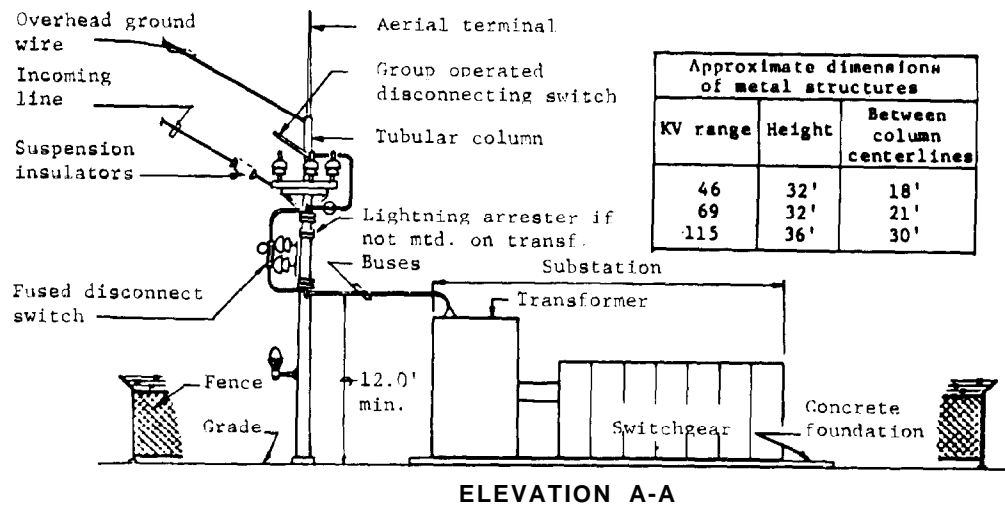 Overhead ground
wire
Incoming
line
Suspension
insulators
Fused disconnect
switch
Fence
Grade
Aerial terminal
Group operated
disconnecting switch
Tubular column
Lightning arrester if
not mtd. on transf.
Buses
Substation
Transformer
12.0'
min.
Switchgear
Concrete
foundation
Approximate dimensions
of metal structures
KV range Height Between
column
centerlines
46 32' 18'
69 32' 21'
115 36' 30'
ELEVATION A-A